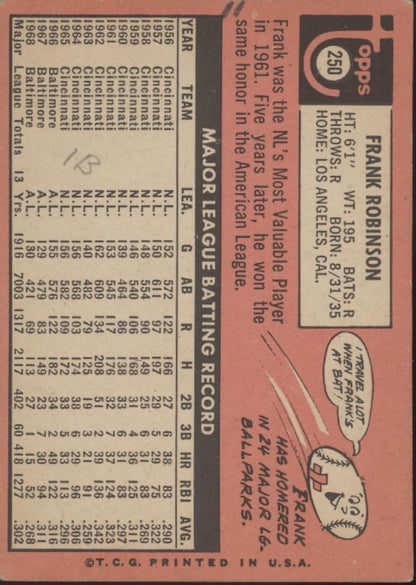 Topps
250
FRANK ROBINSON
HT: 6'1" WT: 195 BATS: R
THROWS: R BORN: 8/31/35
HOME: LOS ANGELES, CAL.
Frank was the NL's Most Valuable Player
in 1961. Five years later, he won the
same honor in the American League.
I TRAVEL A LOT
WHEN FRANK'S
AT BAT!
FRANK
HAS HOMERED
IN 24 MAJOR LG.
BALLPARKS.
MAJOR LEAGUE BATTING RECORD
YEAR TEAM LEA. G AB R H 2B 3B HR RBI AVG.
1956 Cincinnati N.L. 152 572 122 166 27 6 38 83 .290
1957 Cincinnati N.L. 150 611 97 197 29 5 29 75 .322
1958 Cincinnati N.L. 148 554 90 149 25 6 31 83 .269
1959 Cincinnati N.L. 146 540 106 168 31 4 36 125 .311
1960 Cincinnati N.L. 139 464 86 138 33 6 31 83 .297
1961 Cincinnati N.L. 153 545 117 176 32 7 37 124 .323
1962 Cincinnati N.L. 162 609 134 208 51 2 39 136 .342
1963 Cincinnati N.L. 140 482 79 125 19 3 21 91 .259
1964 Cincinnati N.L. 156 568 103 174 38 6 29 96 .306
1965 Cincinnati N.L. 156 582 109 172 33 5 33 113 .296
1966 Baltimore A.L. 155 576 122 182 34 2 49 122 .316
1967 Baltimore A.L. 129 479 83 149 23 7 30 94 .311
1968 Baltimore A.L. 130 421 69 113 27 1 15 52 .268
Major League Totals 13 Yrs. 1916 7003 1317 2117 402 60 418 1277 .302
1B
©T.C.G. PRINTED IN U.S.A.